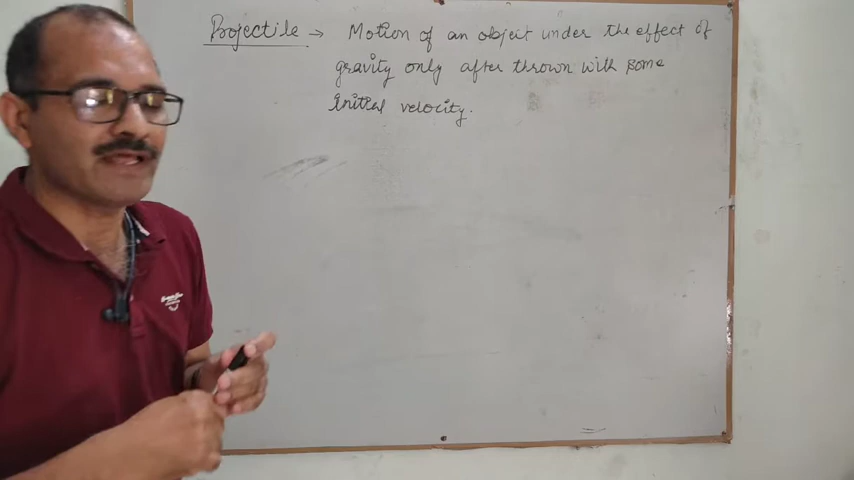 Projectile → Motion of an object under the effect of
gravity only after thrown with some
initial velocity.